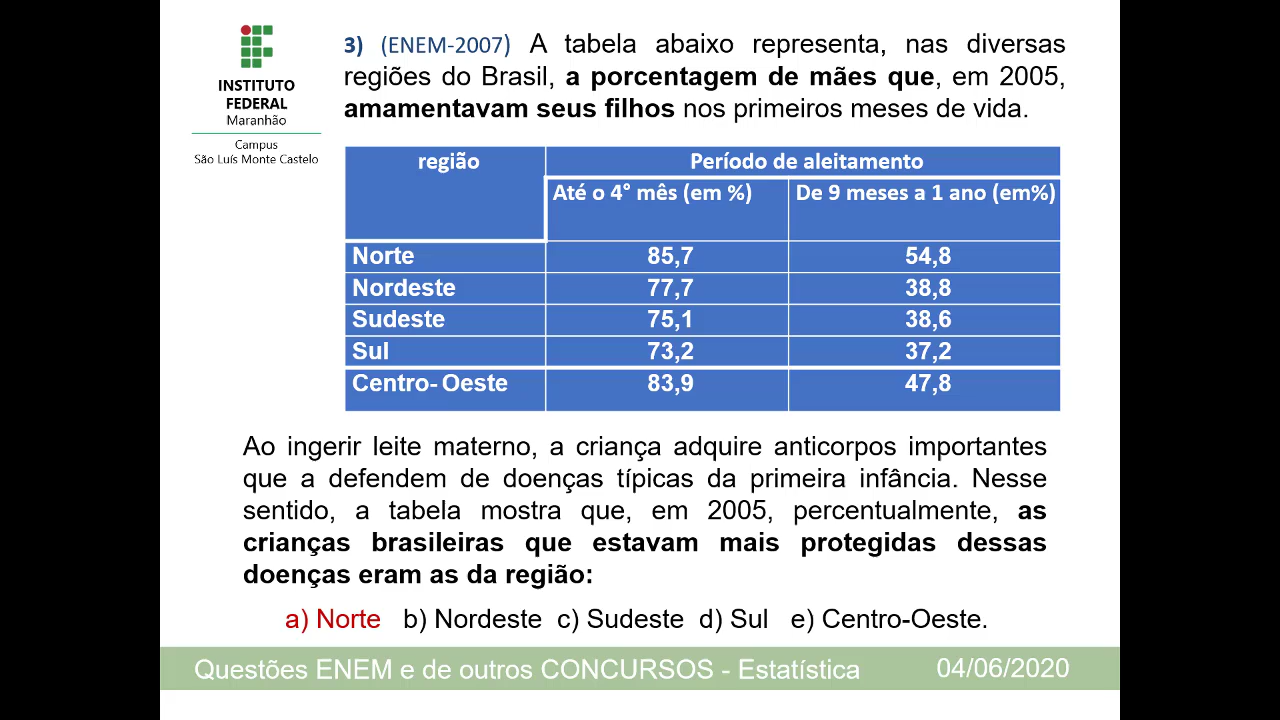 INSTITUTO
FEDERAL
Maranhão
Campus
São Luís Monte Castelo
3) (ENEM-2007) A tabela abaixo representa, nas diversas
regiões do Brasil, a porcentagem de mães que, em 2005,
amamentavam seus filhos nos primeiros meses de vida.
região Período de aleitamento
Até o 4° mês (em %) De 9 meses a 1 ano (em%)
Norte 85,7 54,8
Nordeste 77,7 38,8
Sudeste 75,1 38,6
Sul 73,2 37,2
Centro- Oeste 83,9 47,8
Ao ingerir leite materno, a criança adquire anticorpos importantes
que a defendem de doenças típicas da primeira infância. Nesse
sentido, a tabela mostra que, em 2005, percentualmente, as
crianças brasileiras que estavam mais protegidas dessas
doenças eram as da região:
a) Norte b) Nordeste c) Sudeste d) Sul e) Centro-Oeste.
Questões ENEM e de outros CONCURSOS - Estatística 04/06/2020